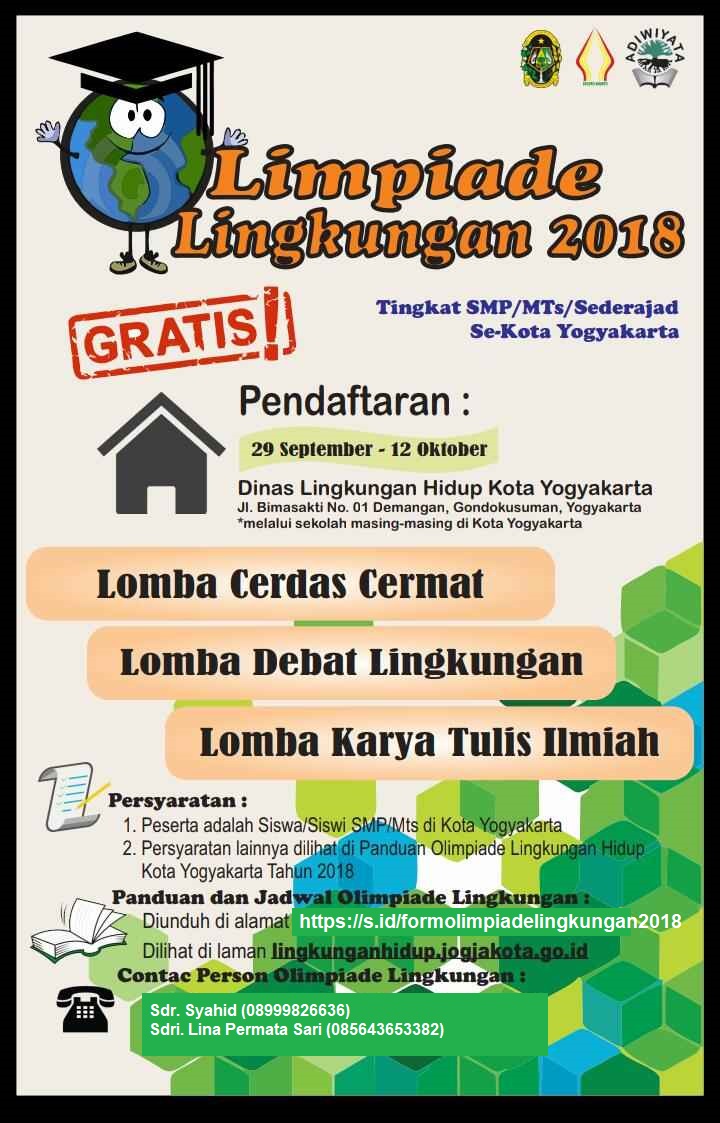 ADIWIYATA
Olimpiade
Lingkungan 2018
GRATIS!
Tingkat SMP/MTs/Sederajad
Se-Kota Yogyakarta
Pendaftaran :
29 September - 12 Oktober
Dinas Lingkungan Hidup Kota Yogyakarta
Jl. Bimasakti No. 01 Demangan, Gondokusuman, Yogyakarta
*melalui sekolah masing-masing di Kota Yogyakarta
Lomba Cerdas Cermat
Lomba Debat Lingkungan
Lomba Karya Tulis Ilmiah
Persyaratan :
1. Peserta adalah Siswa/Siswi SMP/Mts di Kota Yogyakarta
2. Persyaratan lainnya dilihat di Panduan Olimpiade Lingkungan Hidup
Kota Yogyakarta Tahun 2018
Panduan dan Jadwal Olimpiade Lingkungan :
Diunduh di alamat https://s.id/formolimpiadelingkungan2018
Dilihat di laman lingkunganhidup.jogjakota.go.id
Contac Person Olimpiade Lingkungan :
Sdr. Syahid (08999826636)
Sdri. Lina Permata Sari (085643653382)